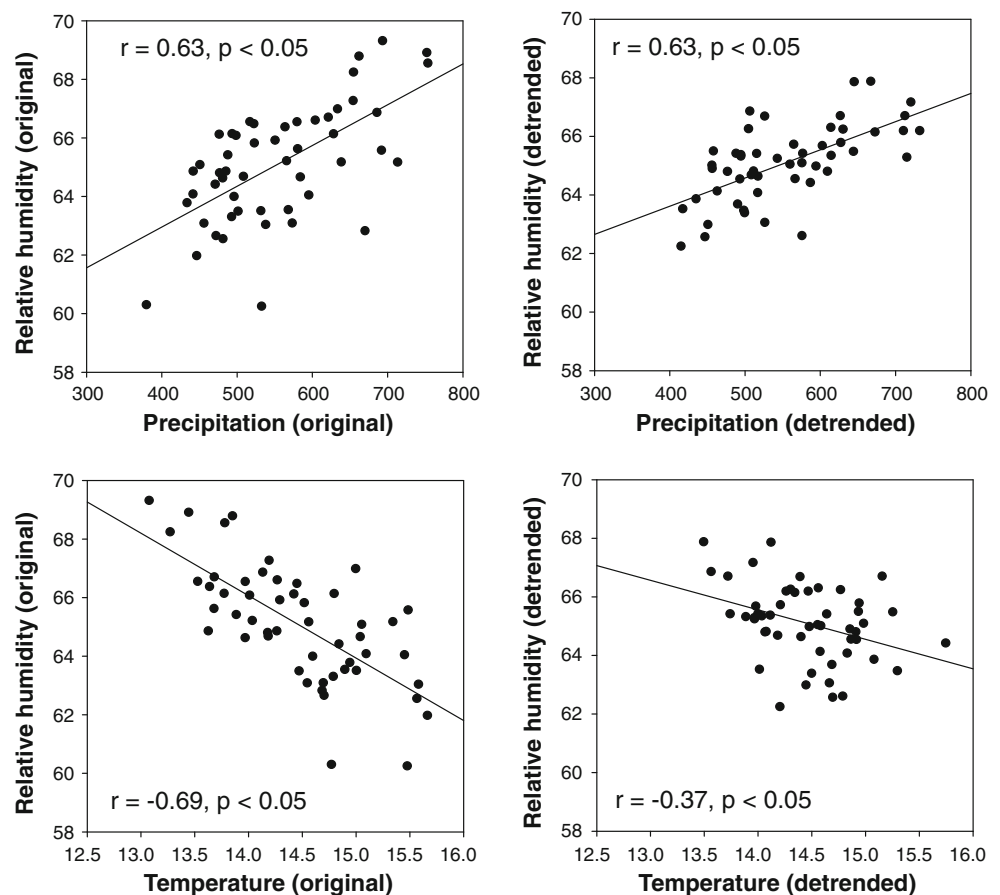 70
68
66
64
62
60
58
Relative humidity (original)
r = 0.63, p < 0.05
300 400 500 600 700 800
Precipitation (original)
70
68
66
64
62
60
58
Relative humidity (detrended)
r = 0.63, p < 0.05
300 400 500 600 700 800
Precipitation (detrended)
70
68
66
64
62
60
58
Relative humidity (original)
r = -0.69, p < 0.05
12.5 13.0 13.5 14.0 14.5 15.0 15.5 16.0
Temperature (original)
70
68
66
64
62
60
58
Relative humidity (detrended)
r = -0.37, p < 0.05
12.5 13.0 13.5 14.0 14.5 15.0 15.5 16.0
Temperature (detrended)